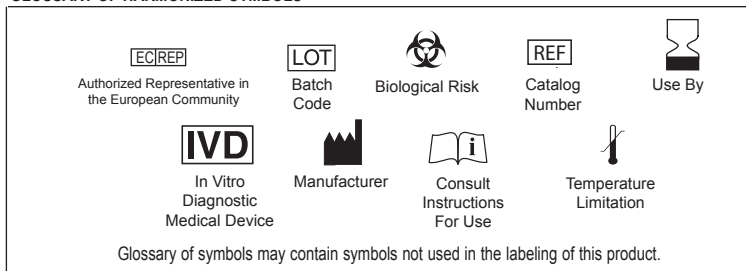 GLOSSARY OF HARMONIZED SYMBOLS
EC REP
Authorized Representative in
the European Community
LOT
Batch
Code
Biological Risk
REF
Catalog
Number
Use By
IVD
In Vitro
Diagnostic
Medical Device
Manufacturer
i
Consult
Instructions
For Use
Temperature
Limitation
Glossary of symbols may contain symbols not used in the labeling of this product.